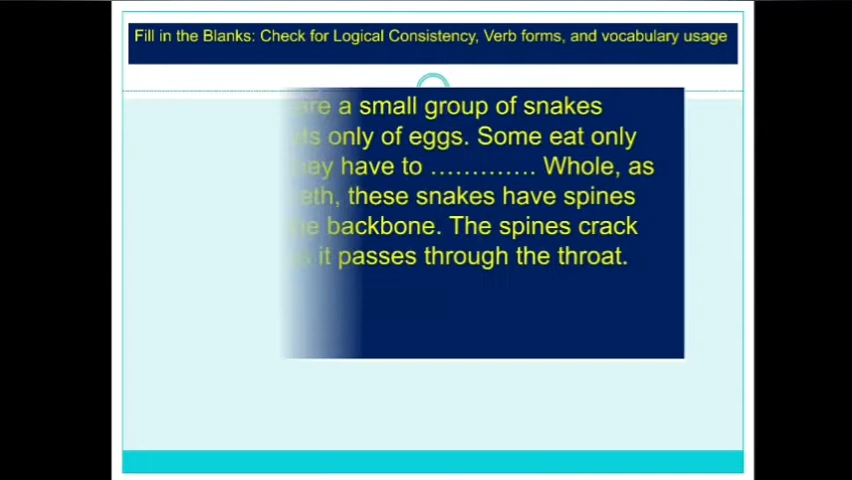 Fill in the Blanks: Check for Logical Consistency, Verb forms, and vocabulary usage
are a small group of snakes
only of eggs. Some eat only
have to …………. Whole, as
these snakes have spines
backbone. The spines crack
it passes through the throat.